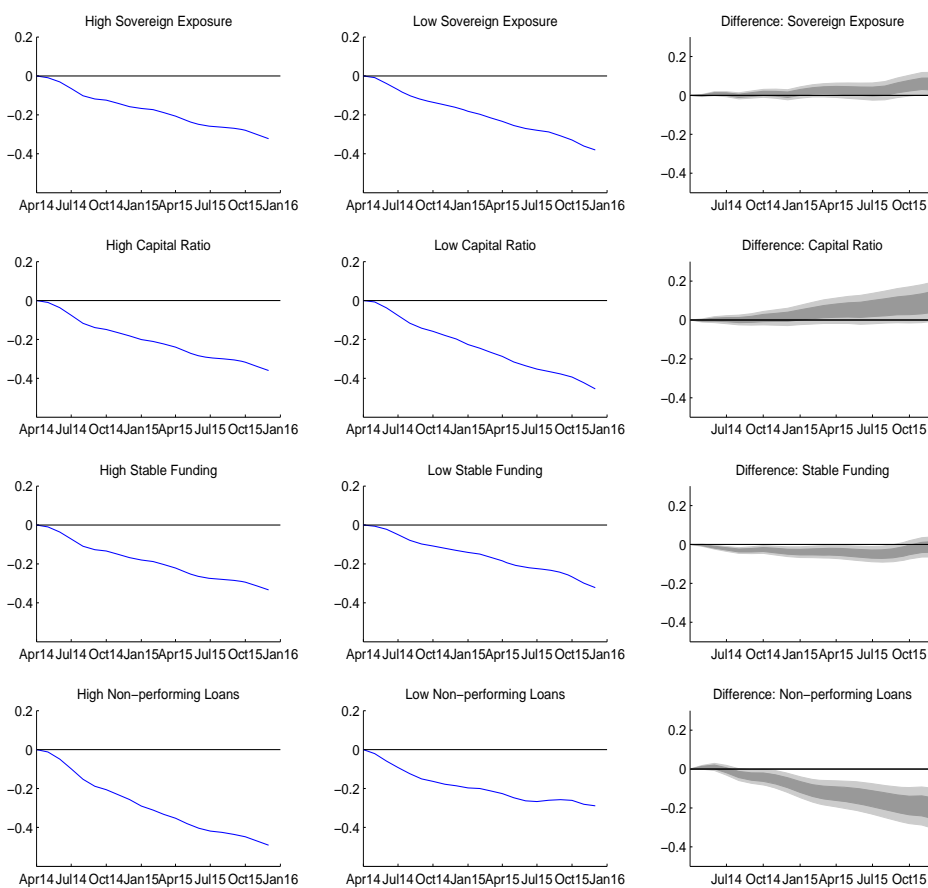 High Sovereign Exposure
Low Sovereign Exposure
Difference: Sovereign Exposure
0.2
0
−0.2
−0.4
Apr14 Jul14 Oct14 Jan15 Apr15 Jul15 Oct15 Jan16
0.2
0
−0.2
−0.4
Apr14 Jul14 Oct14 Jan15 Apr15 Jul15 Oct15 Jan16
0.2
0
−0.2
−0.4
Jul14 Oct14 Jan15 Apr15 Jul15 Oct15
High Capital Ratio
Low Capital Ratio
Difference: Capital Ratio
0.2
0
−0.2
−0.4
Apr14 Jul14 Oct14 Jan15 Apr15 Jul15 Oct15 Jan16
0.2
0
−0.2
−0.4
Apr14 Jul14 Oct14 Jan15 Apr15 Jul15 Oct15 Jan16
0.2
0
−0.2
−0.4
Jul14 Oct14 Jan15 Apr15 Jul15 Oct15
High Stable Funding
Low Stable Funding
Difference: Stable Funding
0.2
0
−0.2
−0.4
Apr14 Jul14 Oct14 Jan15 Apr15 Jul15 Oct15 Jan16
0.2
0
−0.2
−0.4
Apr14 Jul14 Oct14 Jan15 Apr15 Jul15 Oct15 Jan16
0.2
0
−0.2
−0.4
Jul14 Oct14 Jan15 Apr15 Jul15 Oct15
High Non−performing Loans
Low Non−performing Loans
Difference: Non−performing Loans
0.2
0
−0.2
−0.4
Apr14 Jul14 Oct14 Jan15 Apr15 Jul15 Oct15 Jan16
0.2
0
−0.2
−0.4
Apr14 Jul14 Oct14 Jan15 Apr15 Jul15 Oct15 Jan16
0.2
0
−0.2
−0.4
Jul14 Oct14 Jan15 Apr15 Jul15 Oct15